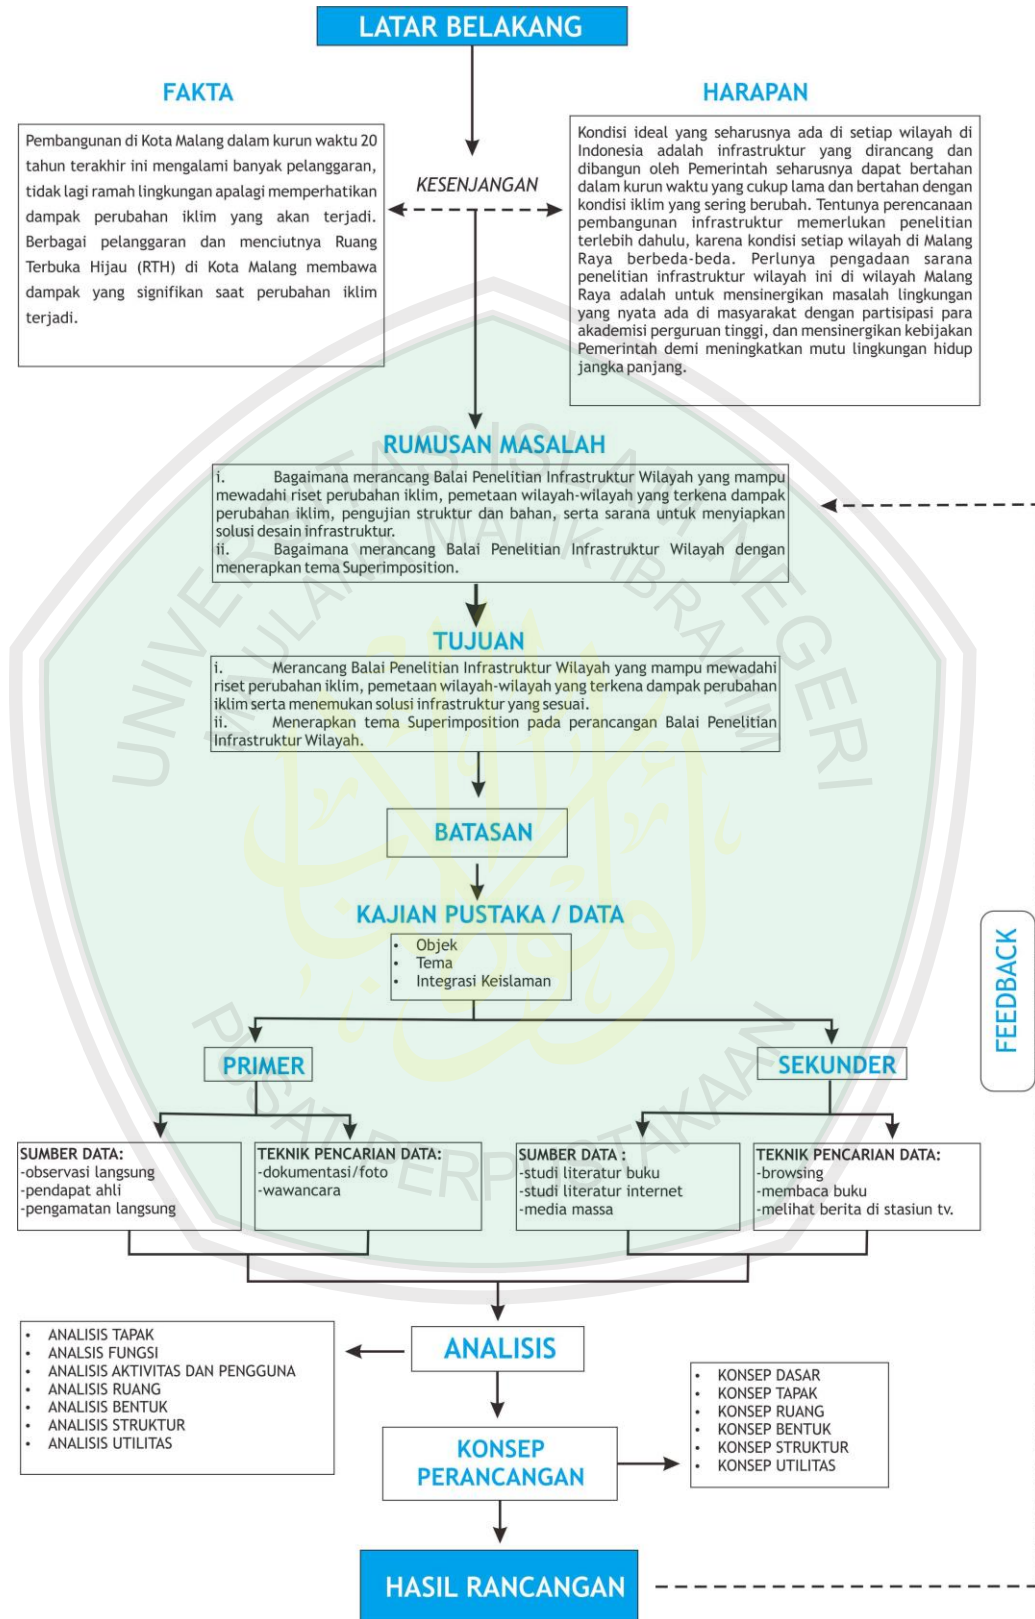 LATAR BELAKANG
FAKTA
Pembangunan di Kota Malang dalam kurun waktu 20
tahun terakhir ini mengalami banyak pelanggaran,
tidak lagi ramah lingkungan apalagi memperhatikan
dampak perubahan iklim yang akan terjadi.
Berbagai pelanggaran dan menciutnya Ruang
Terbuka Hijau (RTH) di Kota Malang membawa
dampak yang signifikan saat perubahan iklim
terjadi.
KESENJANGAN
HARAPAN
Kondisi ideal yang seharusnya ada di setiap wilayah di
Indonesia adalah infrastruktur yang dirancang dan
dibangun oleh Pemerintah seharusnya dapat bertahan
dalam kurun waktu yang cukup lama dan bertahan dengan
kondisi iklim yang sering berubah. Tentunya perencanaan
pembangunan infrastruktur memerlukan penelitian
terlebih dahulu, karena kondisi setiap wilayah di Malang
Raya berbeda-beda. Perlunya pengadaan sarana
penelitian infrastruktur wilayah ini di wilayah Malang
Raya adalah untuk mensinergikan masalah lingkungan
yang nyata ada di masyarakat dengan partisipasi para
akademisi perguruan tinggi, dan mensinergikan kebijakan
Pemerintah demi meningkatkan mutu lingkungan hidup
jangka panjang.
RUMUSAN MASALAH
i. Bagaimana merancang Balai Penelitian Infrastruktur Wilayah yang mampu
mewadahi riset perubahan iklim, pemetaan wilayah-wilayah yang terkena dampak
perubahan iklim, pengujian struktur dan bahan, serta sarana untuk menyiapkan
solusi desain infrastruktur.
ii. Bagaimana merancang Balai Penelitian Infrastruktur Wilayah dengan
menerapkan tema Superimposition.
TUJUAN
i. Merancang Balai Penelitian Infrastruktur Wilayah yang mampu mewadahi
riset perubahan iklim, pemetaan wilayah-wilayah yang terkena dampak perubahan
iklim serta menemukan solusi infrastruktur yang sesuai.
ii. Menerapkan tema Superimposition pada perancangan Balai Penelitian
Infrastruktur Wilayah.
BATASAN
KAJIAN PUSTAKA / DATA
• Objek
• Tema
• Integrasi Keislaman
PRIMER
SEKUNDER
SUMBER DATA:
-observasi langsung
-pendapat ahli
-pengamatan langsung
TEKNIK PENCARIAN DATA:
-dokumentasi/foto
-wawancara
SUMBER DATA :
-studi literatur buku
-studi literatur internet
-media massa
TEKNIK PENCARIAN DATA:
-browsing
-membaca buku
-melihat berita di stasiun tv.
ANALISIS
• ANALISIS TAPAK
• ANALSIS FUNGSI
• ANALISIS AKTIVITAS DAN PENGGUNA
• ANALISIS RUANG
• ANALISIS BENTUK
• ANALISIS STRUKTUR
• ANALISIS UTILITAS
KONSEP
PERANCANGAN
• KONSEP DASAR
• KONSEP TAPAK
• KONSEP RUANG
• KONSEP BENTUK
• KONSEP STRUKTUR
• KONSEP UTILITAS
HASIL RANCANGAN
FEEDBACK
UNIVERSITAS ISLAM NEGERI
MAULANA MALIK IBRAHIM
PUSAT PERPUSTAKAAN